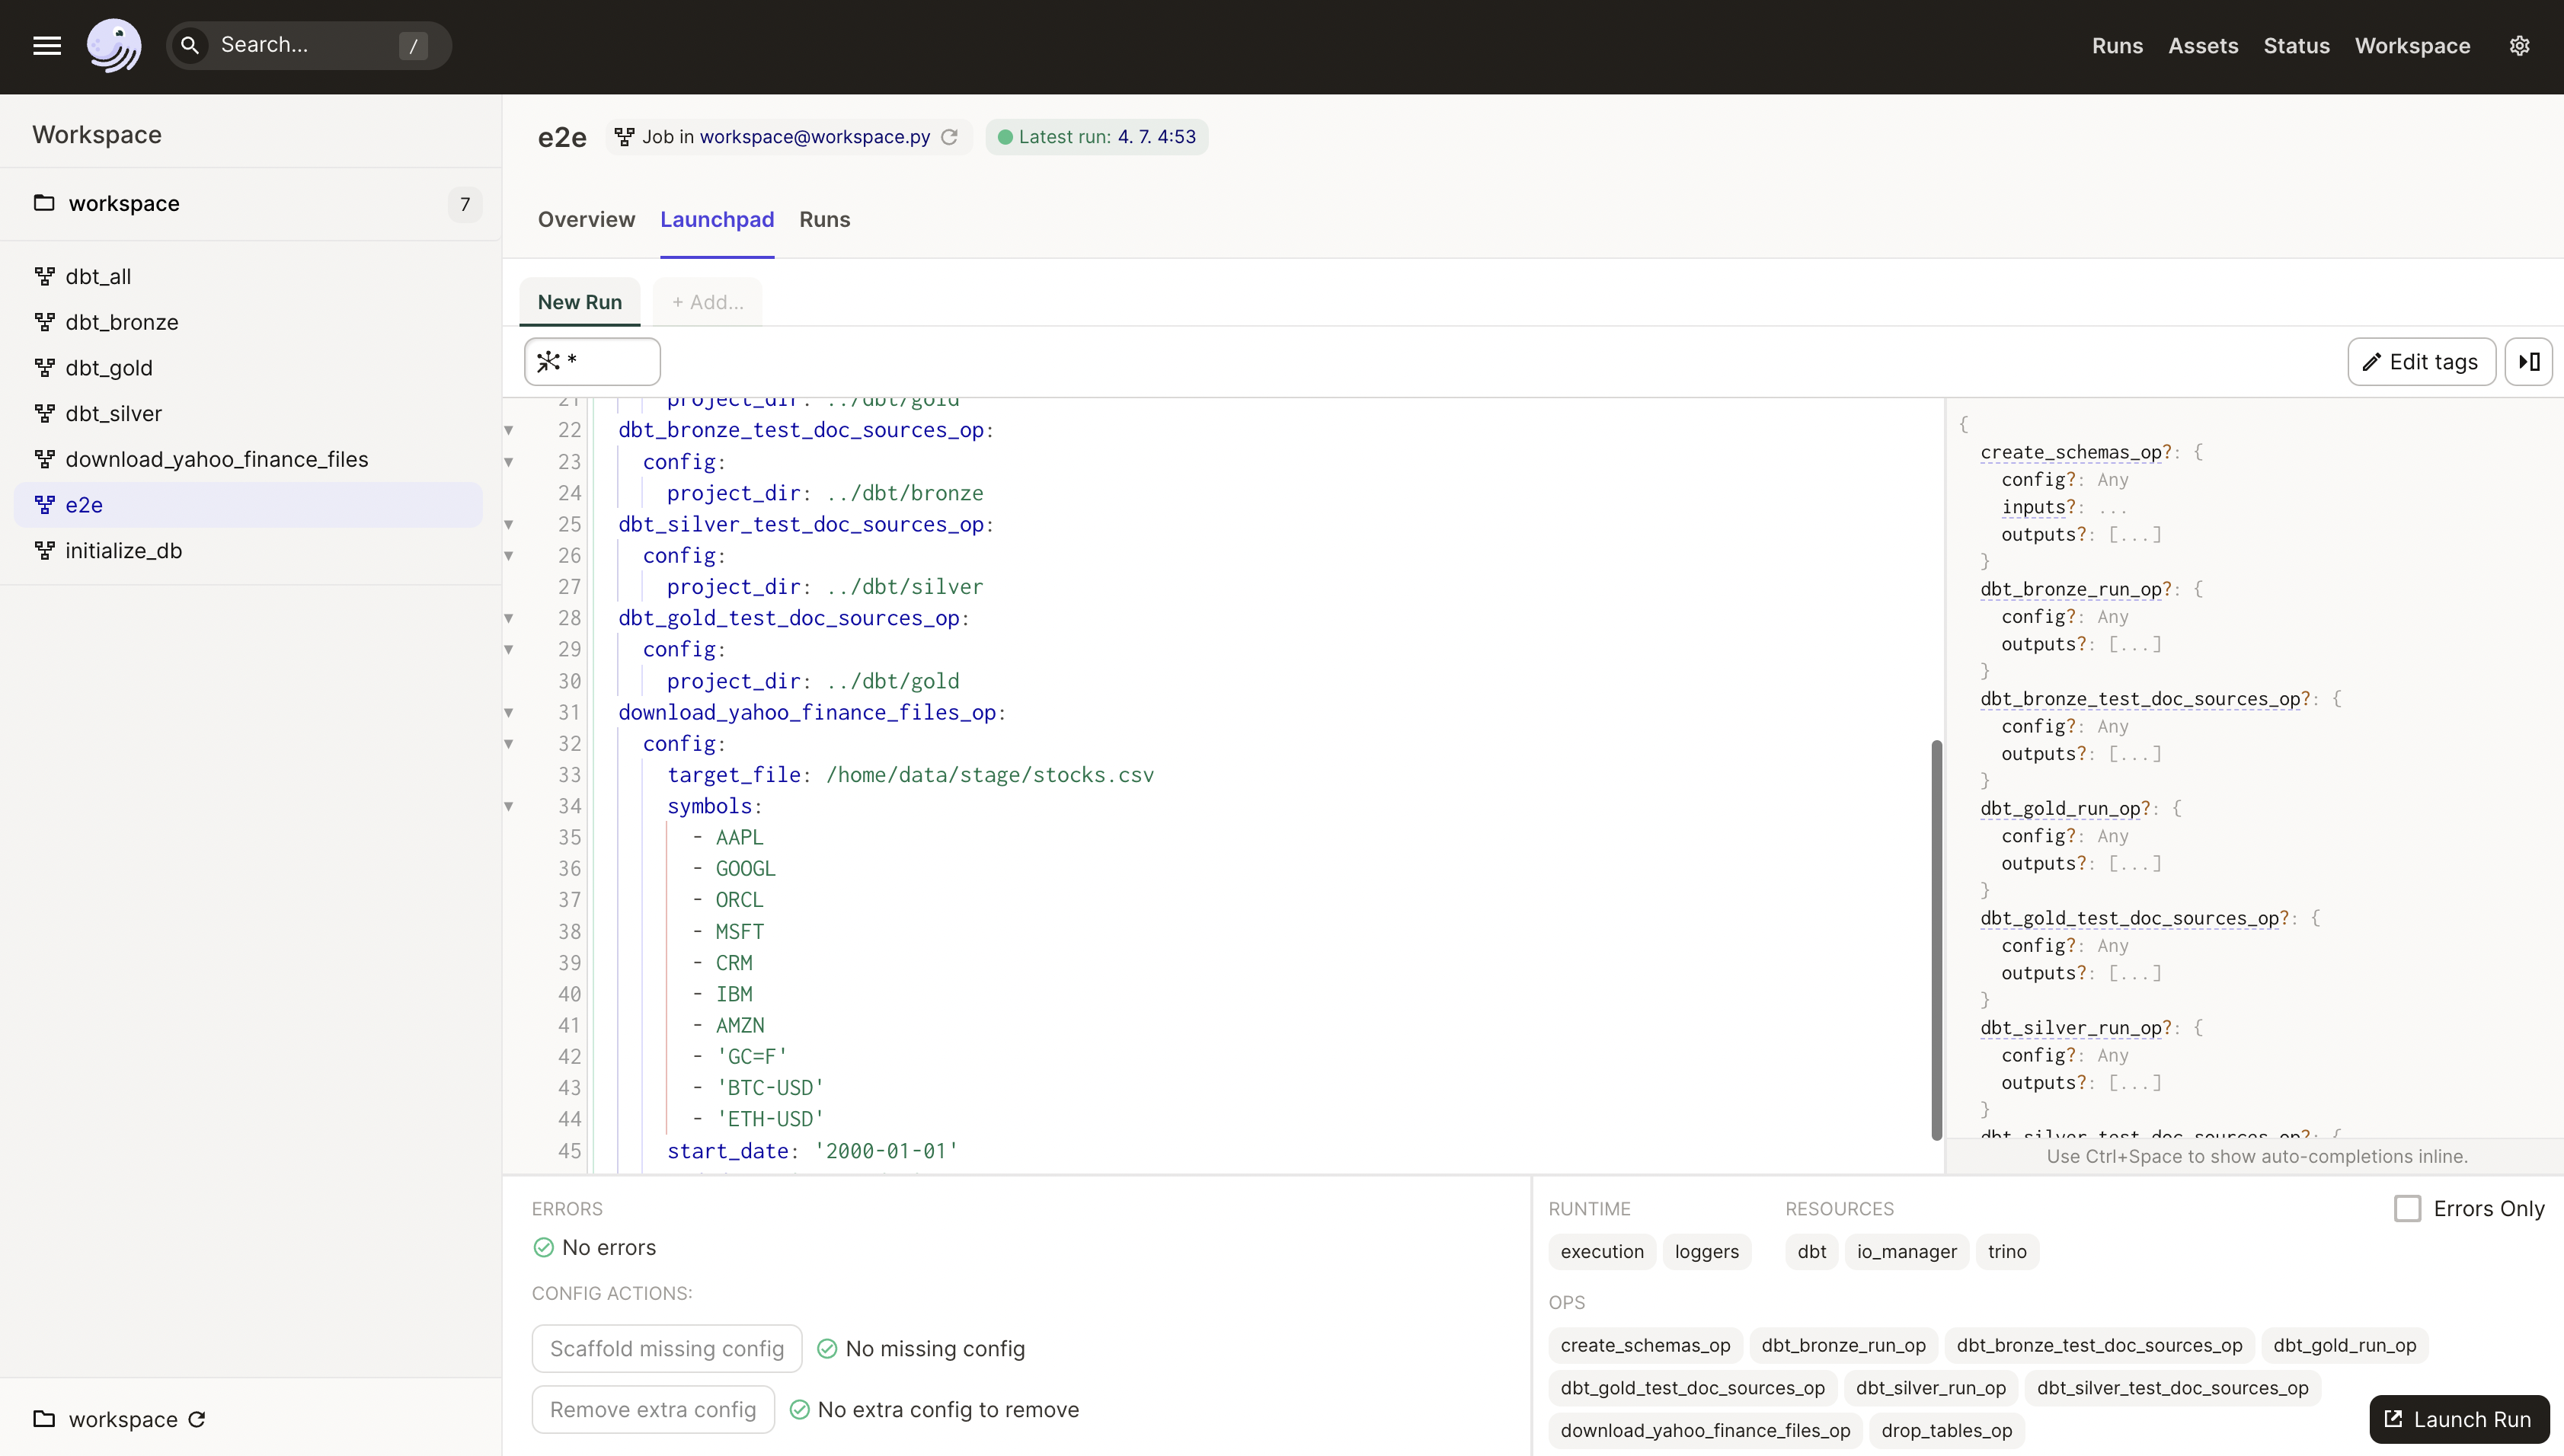 Search... /
Runs Assets Status Workspace
Workspace
workspace 7
dbt_all
dbt_bronze
dbt_gold
dbt_silver
download_yahoo_finance_files
e2e
initialize_db
workspace
e2e Job in workspace@workspace.py Latest run: 4. 7. 4:53
Overview Launchpad Runs
New Run + Add...
* Edit tags
21 project_dir: ../dbt/gold
22 dbt_bronze_test_doc_sources_op:
23 config:
24 project_dir: ../dbt/bronze
25 dbt_silver_test_doc_sources_op:
26 config:
27 project_dir: ../dbt/silver
28 dbt_gold_test_doc_sources_op:
29 config:
30 project_dir: ../dbt/gold
31 download_yahoo_finance_files_op:
32 config:
33 target_file: /home/data/stage/stocks.csv
34 symbols:
35 - AAPL
36 - GOOGL
37 - ORCL
38 - MSFT
39 - CRM
40 - IBM
41 - AMZN
42 - 'GC=F'
43 - 'BTC-USD'
44 - 'ETH-USD'
45 start_date: '2000-01-01'
{
create_schemas_op?: {
config?: Any
inputs?: ...
outputs?: [...]
}
dbt_bronze_run_op?: {
config?: Any
outputs?: [...]
}
dbt_bronze_test_doc_sources_op?: {
config?: Any
outputs?: [...]
}
dbt_gold_run_op?: {
config?: Any
outputs?: [...]
}
dbt_gold_test_doc_sources_op?: {
config?: Any
outputs?: [...]
}
dbt_silver_run_op?: {
config?: Any
outputs?: [...]
}
dbt_silver_test_doc_sources_op?: {
Use Ctrl+Space to show auto-completions inline.
ERRORS
No errors
CONFIG ACTIONS:
Scaffold missing config No missing config
Remove extra config No extra config to remove
RUNTIME RESOURCES Errors Only
execution loggers dbt io_manager trino
OPS
create_schemas_op dbt_bronze_run_op dbt_bronze_test_doc_sources_op dbt_gold_run_op
dbt_gold_test_doc_sources_op dbt_silver_run_op dbt_silver_test_doc_sources_op
download_yahoo_finance_files_op drop_tables_op
Launch Run